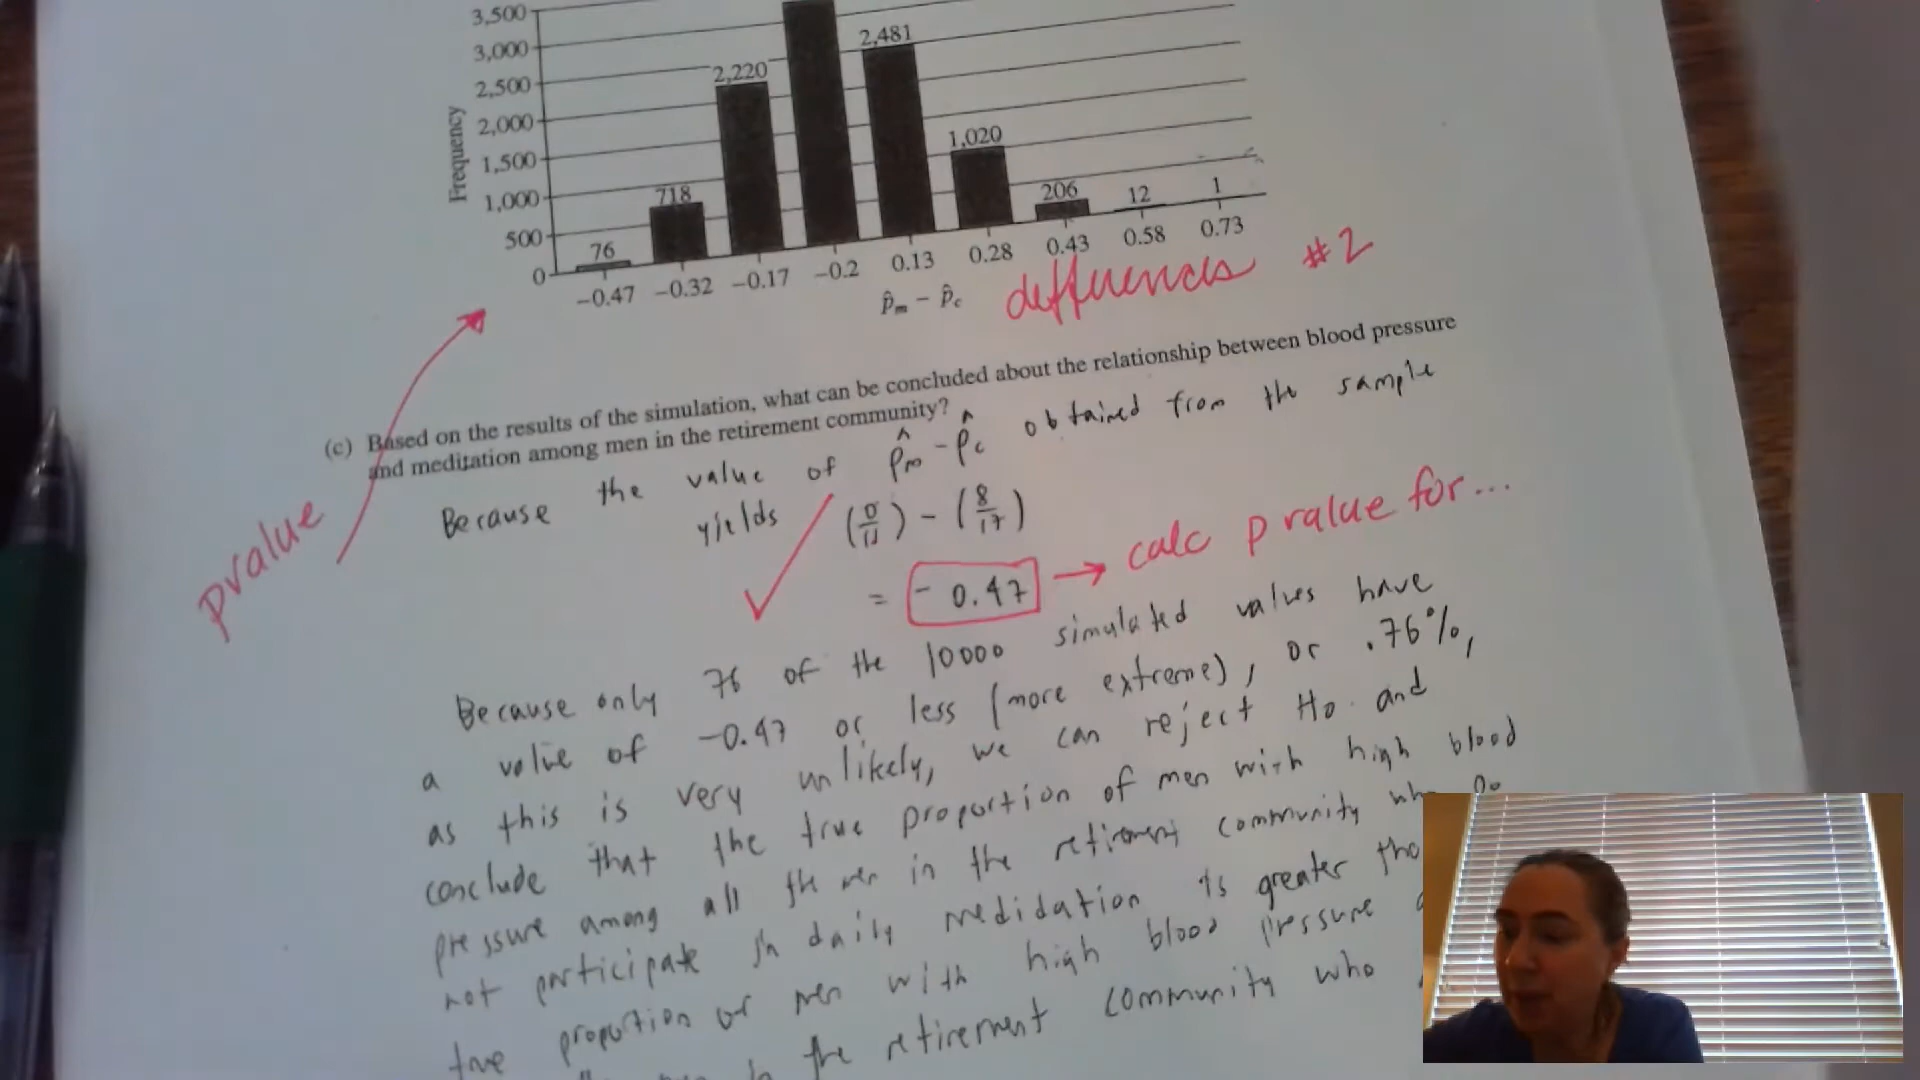 3,500
3,000
2,500
2,000
1,500
1,000
500
0
Frequency
76
718
2,220
2,481
1,020
206
12
1
−0.47 −0.32 −0.17 −0.2 0.13 0.28 0.43 0.58 0.73
p̂m − p̂c
#2
(c) Based on the results of the simulation, what can be concluded about the relationship between blood pressure
and meditation among men in the retirement community?
Because the value of p̂m - p̂c obtained from the sample
yields (0/11) - (8/17)
= - 0.47 → calc p value for...
pvalue
Because only 76 of the 10000 simulated values have
a value of -0.47 or less (more extreme), or .76%,
as this is very unlikely, we can reject Ho and
conclude that the true proportion of men with high blood
pressure among all the men in the retirement community who do
not participate in daily medidation is greater
true proportion of men with high blood pressure
in the retirement community who